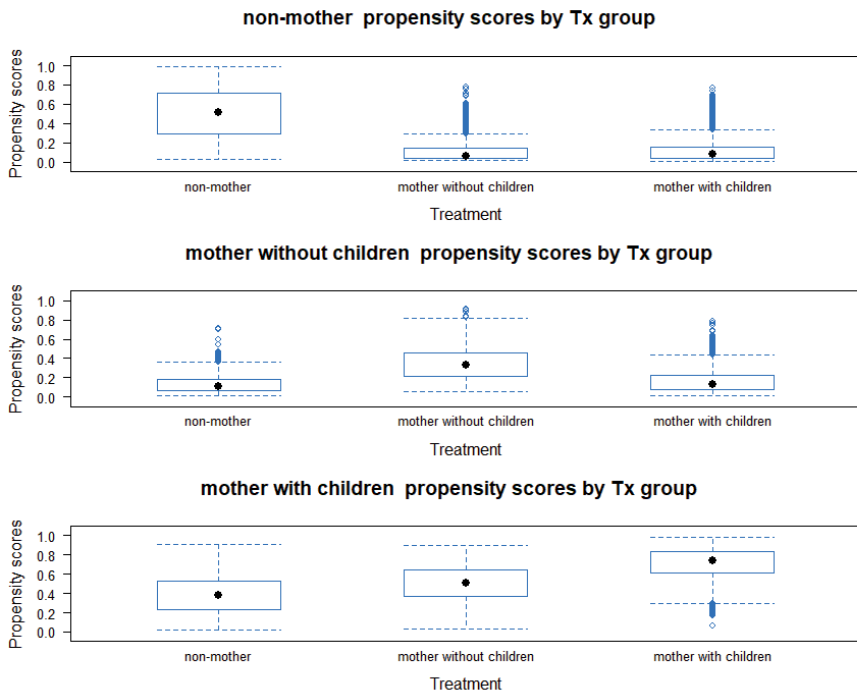 non-mother propensity scores by Tx group
Propensity scores
1.0
0.8
0.6
0.4
0.2
0.0
non-mother mother without children mother with children
Treatment
mother without children propensity scores by Tx group
Propensity scores
1.0
0.8
0.6
0.4
0.2
0.0
non-mother mother without children mother with children
Treatment
mother with children propensity scores by Tx group
Propensity scores
1.0
0.8
0.6
0.4
0.2
0.0
non-mother mother without children mother with children
Treatment